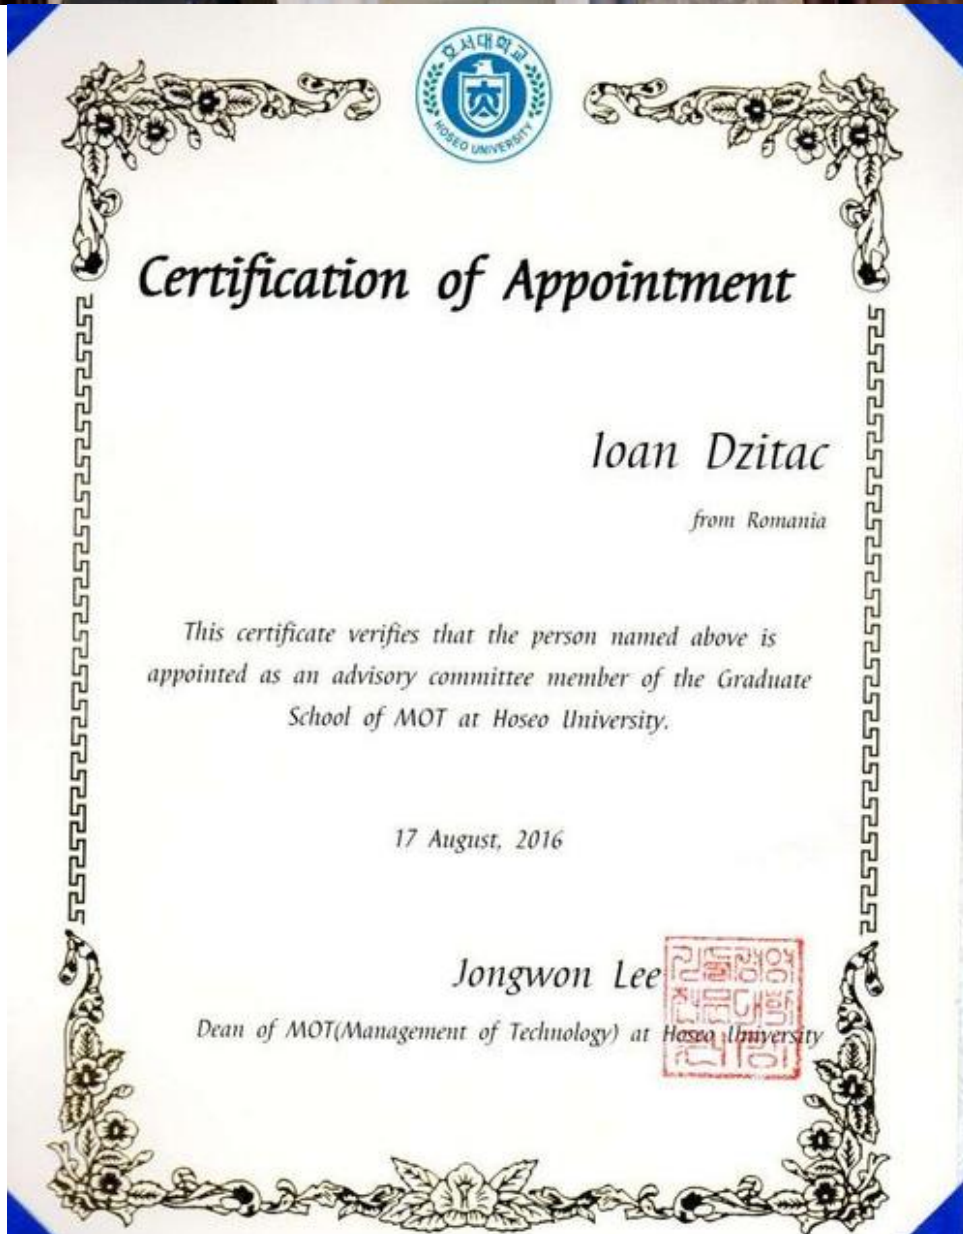 호서대학교
HOSEO UNIVERSITY
Certification of Appointment
Ioan Dzitac
from Romania
This certificate verifies that the person named above is
appointed as an advisory committee member of the Graduate
School of MOT at Hoseo University.
17 August, 2016
Jongwon Lee
Dean of MOT(Management of Technology) at Hoseo University